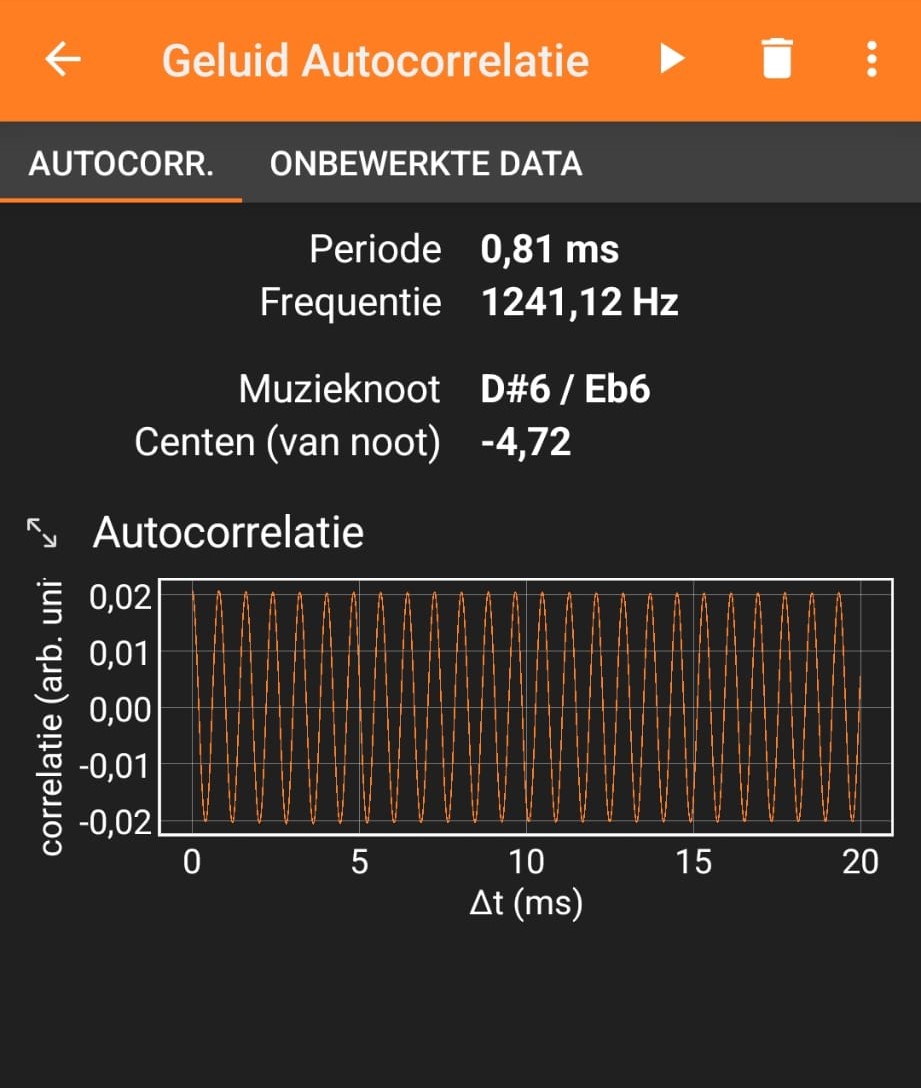 Geluid Autocorrelatie
AUTOCORR. ONBEWERKTE DATA
Periode 0,81 ms
Frequentie 1241,12 Hz
Muzieknoot D#6 / Eb6
Centen (van noot) -4,72
Autocorrelatie
correlatie (arb. uni
0,02
0,01
0,00
-0,01
-0,02
0 5 10 15 20
Δt (ms)